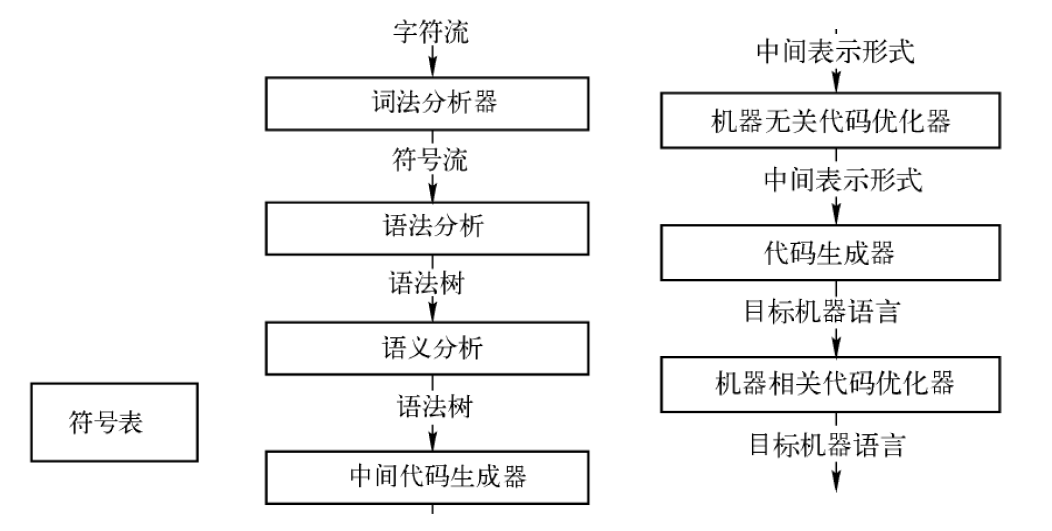 字符流
词法分析器
符号流
语法分析
语法树
语义分析
语法树
中间代码生成器
符号表
中间表示形式
机器无关代码优化器
中间表示形式
代码生成器
目标机器语言
机器相关代码优化器
目标机器语言